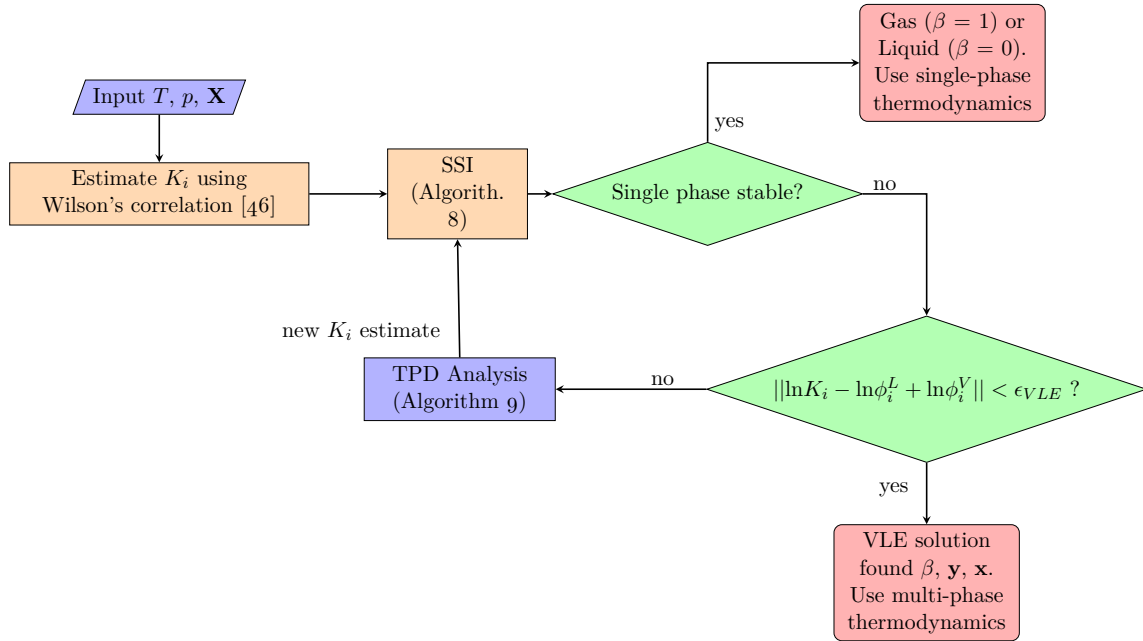 Input T, p, X
Estimate K_i using
Wilson's correlation [46]
SSI
(Algorith.
8)
Single phase stable?
yes
Gas (β = 1) or
Liquid (β = 0).
Use single-phase
thermodynamics
no
||lnK_i − lnϕ_i^L + lnϕ_i^V|| < ϵ_{VLE} ?
no
TPD Analysis
(Algorithm 9)
new K_i estimate
yes
VLE solution
found β, y, x.
Use multi-phase
thermodynamics